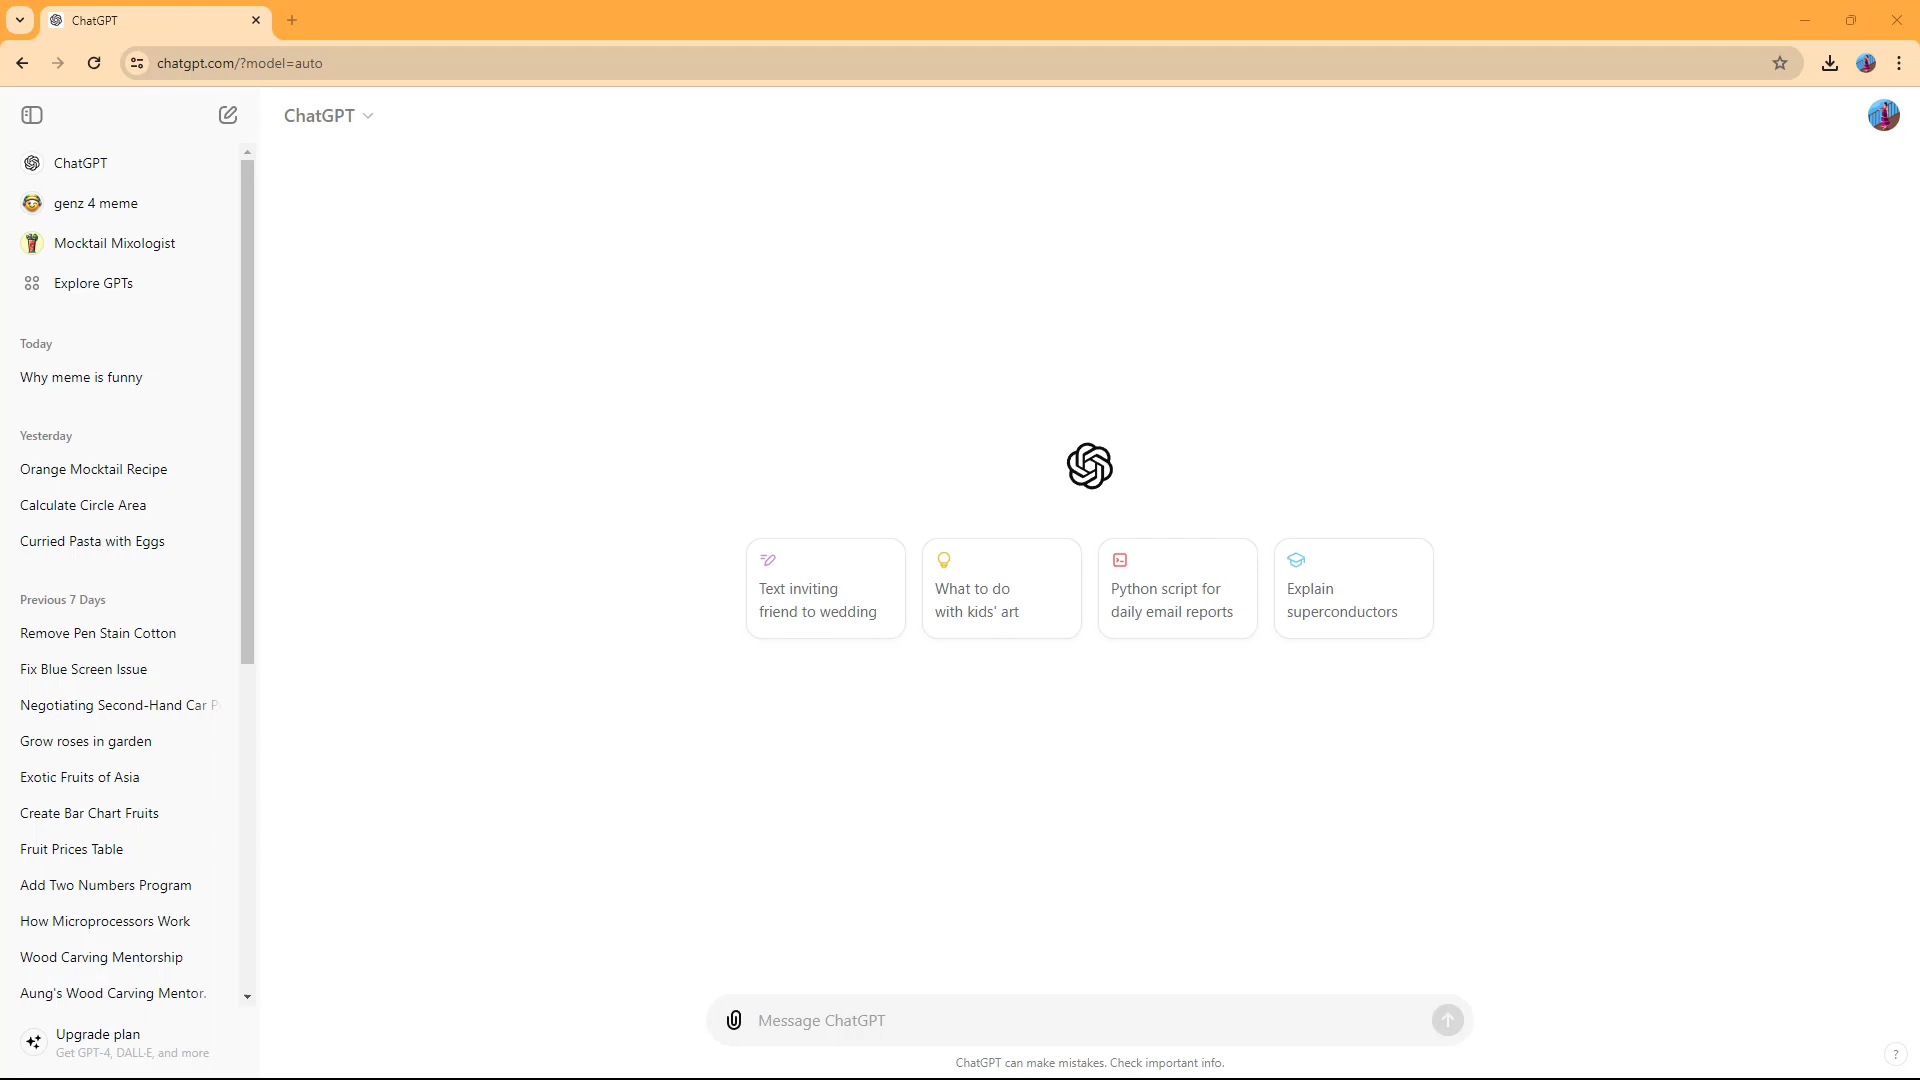 ChatGPT
chatgpt.com/?model=auto
ChatGPT
ChatGPT
genz 4 meme
Mocktail Mixologist
Explore GPTs
Today
Why meme is funny
Yesterday
Orange Mocktail Recipe
Calculate Circle Area
Curried Pasta with Eggs
Previous 7 Days
Remove Pen Stain Cotton
Fix Blue Screen Issue
Negotiating Second-Hand Car P
Grow roses in garden
Exotic Fruits of Asia
Create Bar Chart Fruits
Fruit Prices Table
Add Two Numbers Program
How Microprocessors Work
Wood Carving Mentorship
Aung's Wood Carving Mentor.
Upgrade plan
Get GPT-4, DALL·E, and more
Text inviting
friend to wedding
What to do
with kids' art
Python script for
daily email reports
Explain
superconductors
Message ChatGPT
ChatGPT can make mistakes. Check important info.
?